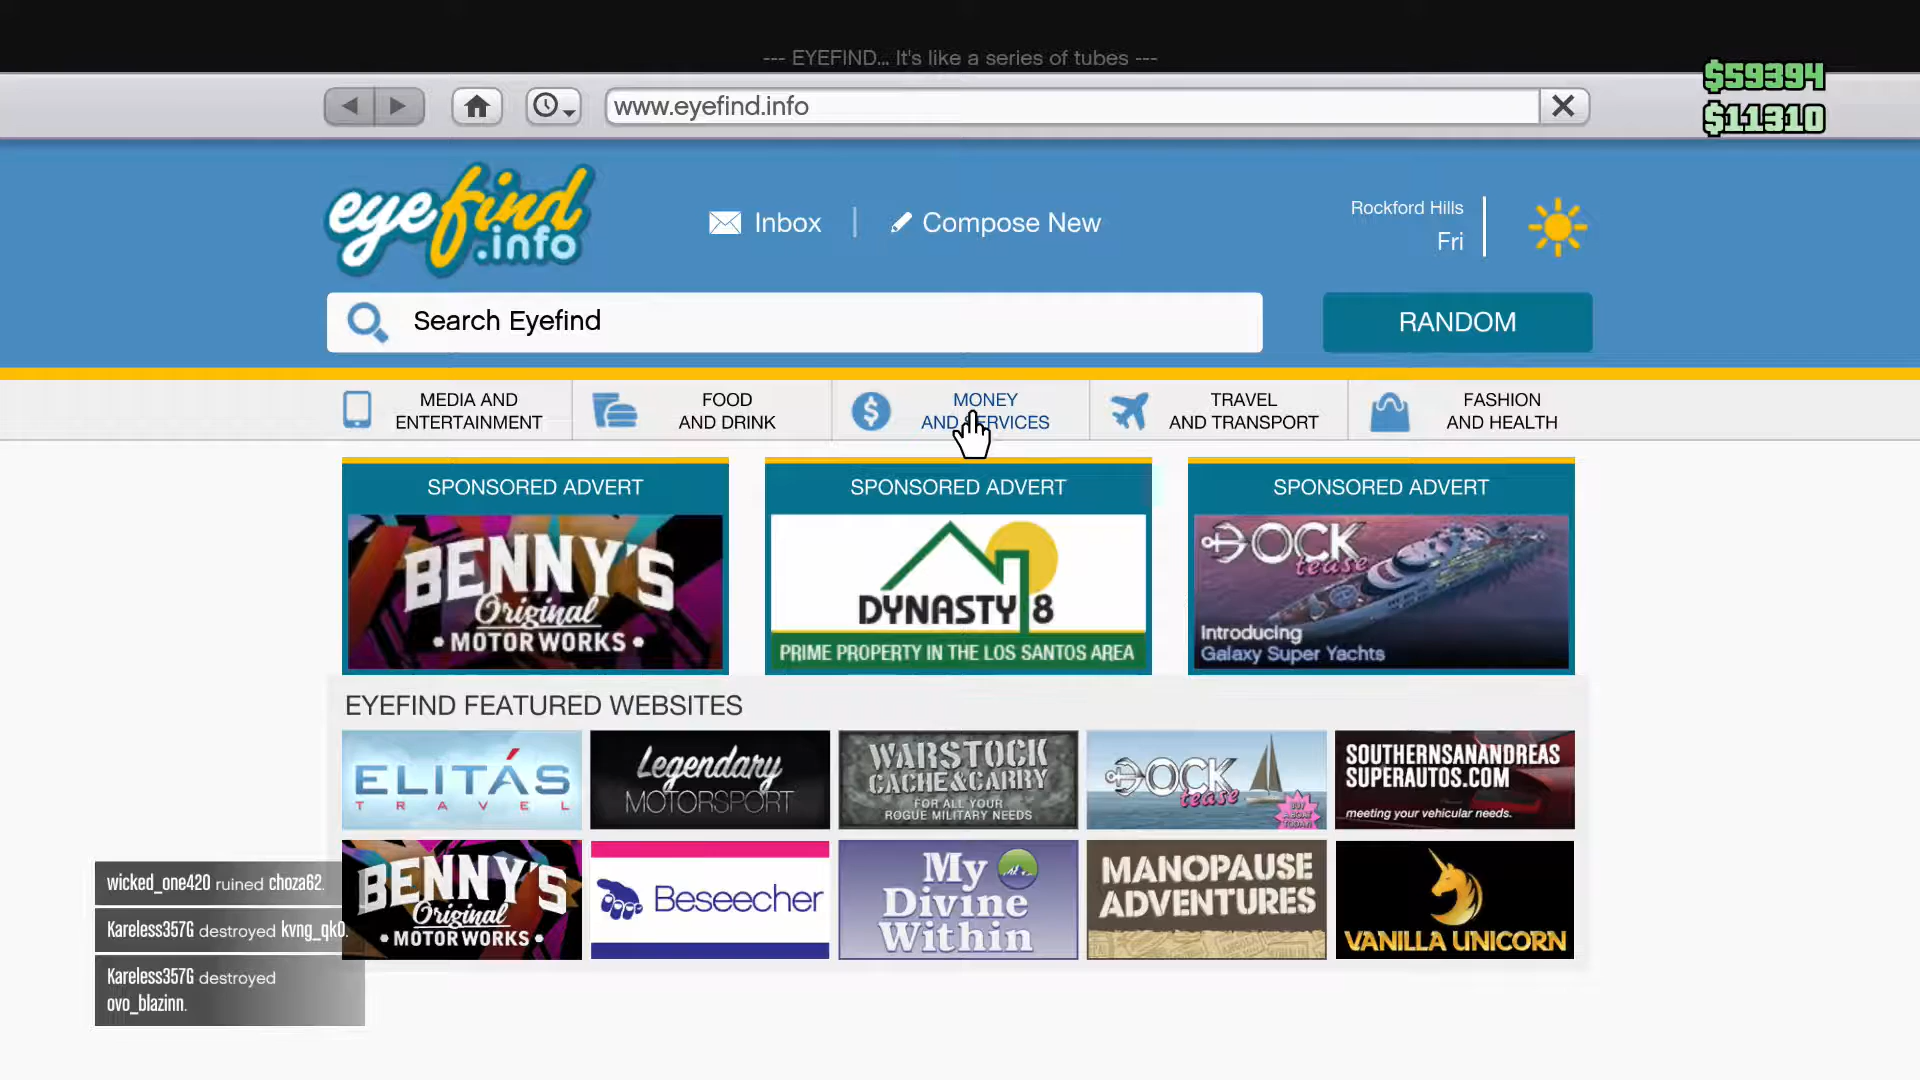 --- EYEFIND... It's like a series of tubes ---
www.eyefind.info
$59394
$11310
eyefind
.info
Inbox
Compose New
Rockford Hills
Fri
Search Eyefind
RANDOM
MEDIA AND
ENTERTAINMENT
FOOD
AND DRINK
MONEY
AND SERVICES
TRAVEL
AND TRANSPORT
FASHION
AND HEALTH
SPONSORED ADVERT
BENNY'S
Original
MOTOR WORKS
SPONSORED ADVERT
DYNASTY 8
PRIME PROPERTY IN THE LOS SANTOS AREA
SPONSORED ADVERT
DOCK
tease
Introducing
Galaxy Super Yachts
EYEFIND FEATURED WEBSITES
ELITÁS
TRAVEL
Legendary
MOTORSPORT
WARSTOCK
CACHE & CARRY
FOR ALL YOUR
ROGUE MILITARY NEEDS
DOCK
tease
BUY
A BOAT
TODAY!
SOUTHERNSANANDREAS
SUPERAUTOS.COM
meeting your vehicular needs.
BENNY'S
Original
MOTOR WORKS
Beseecher
My
Divine
Within
MANOPAUSE
ADVENTURES
VANILLA UNICORN
wicked_one420 ruined choza62.
Kareless357G destroyed kvng_qk0.
Kareless357G destroyed
ovo_blazinn.